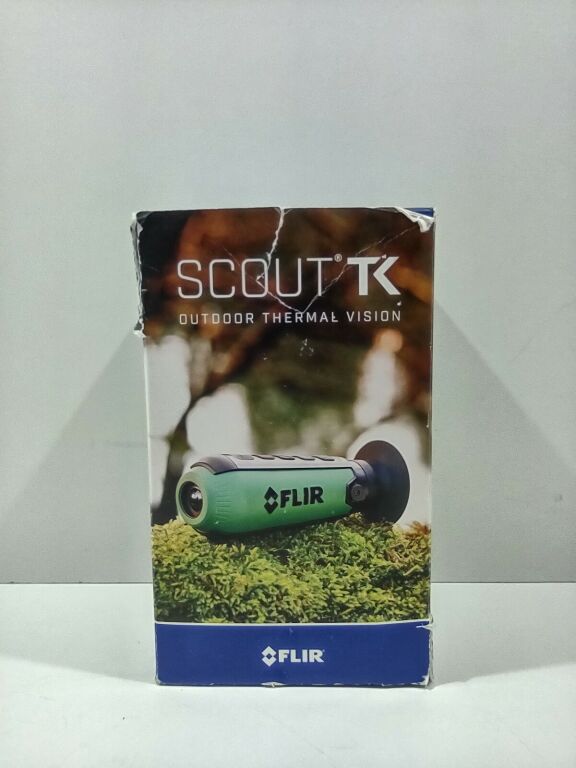 SCOUT® TK
OUTDOOR THERMAL VISION
FLIR
FLIR